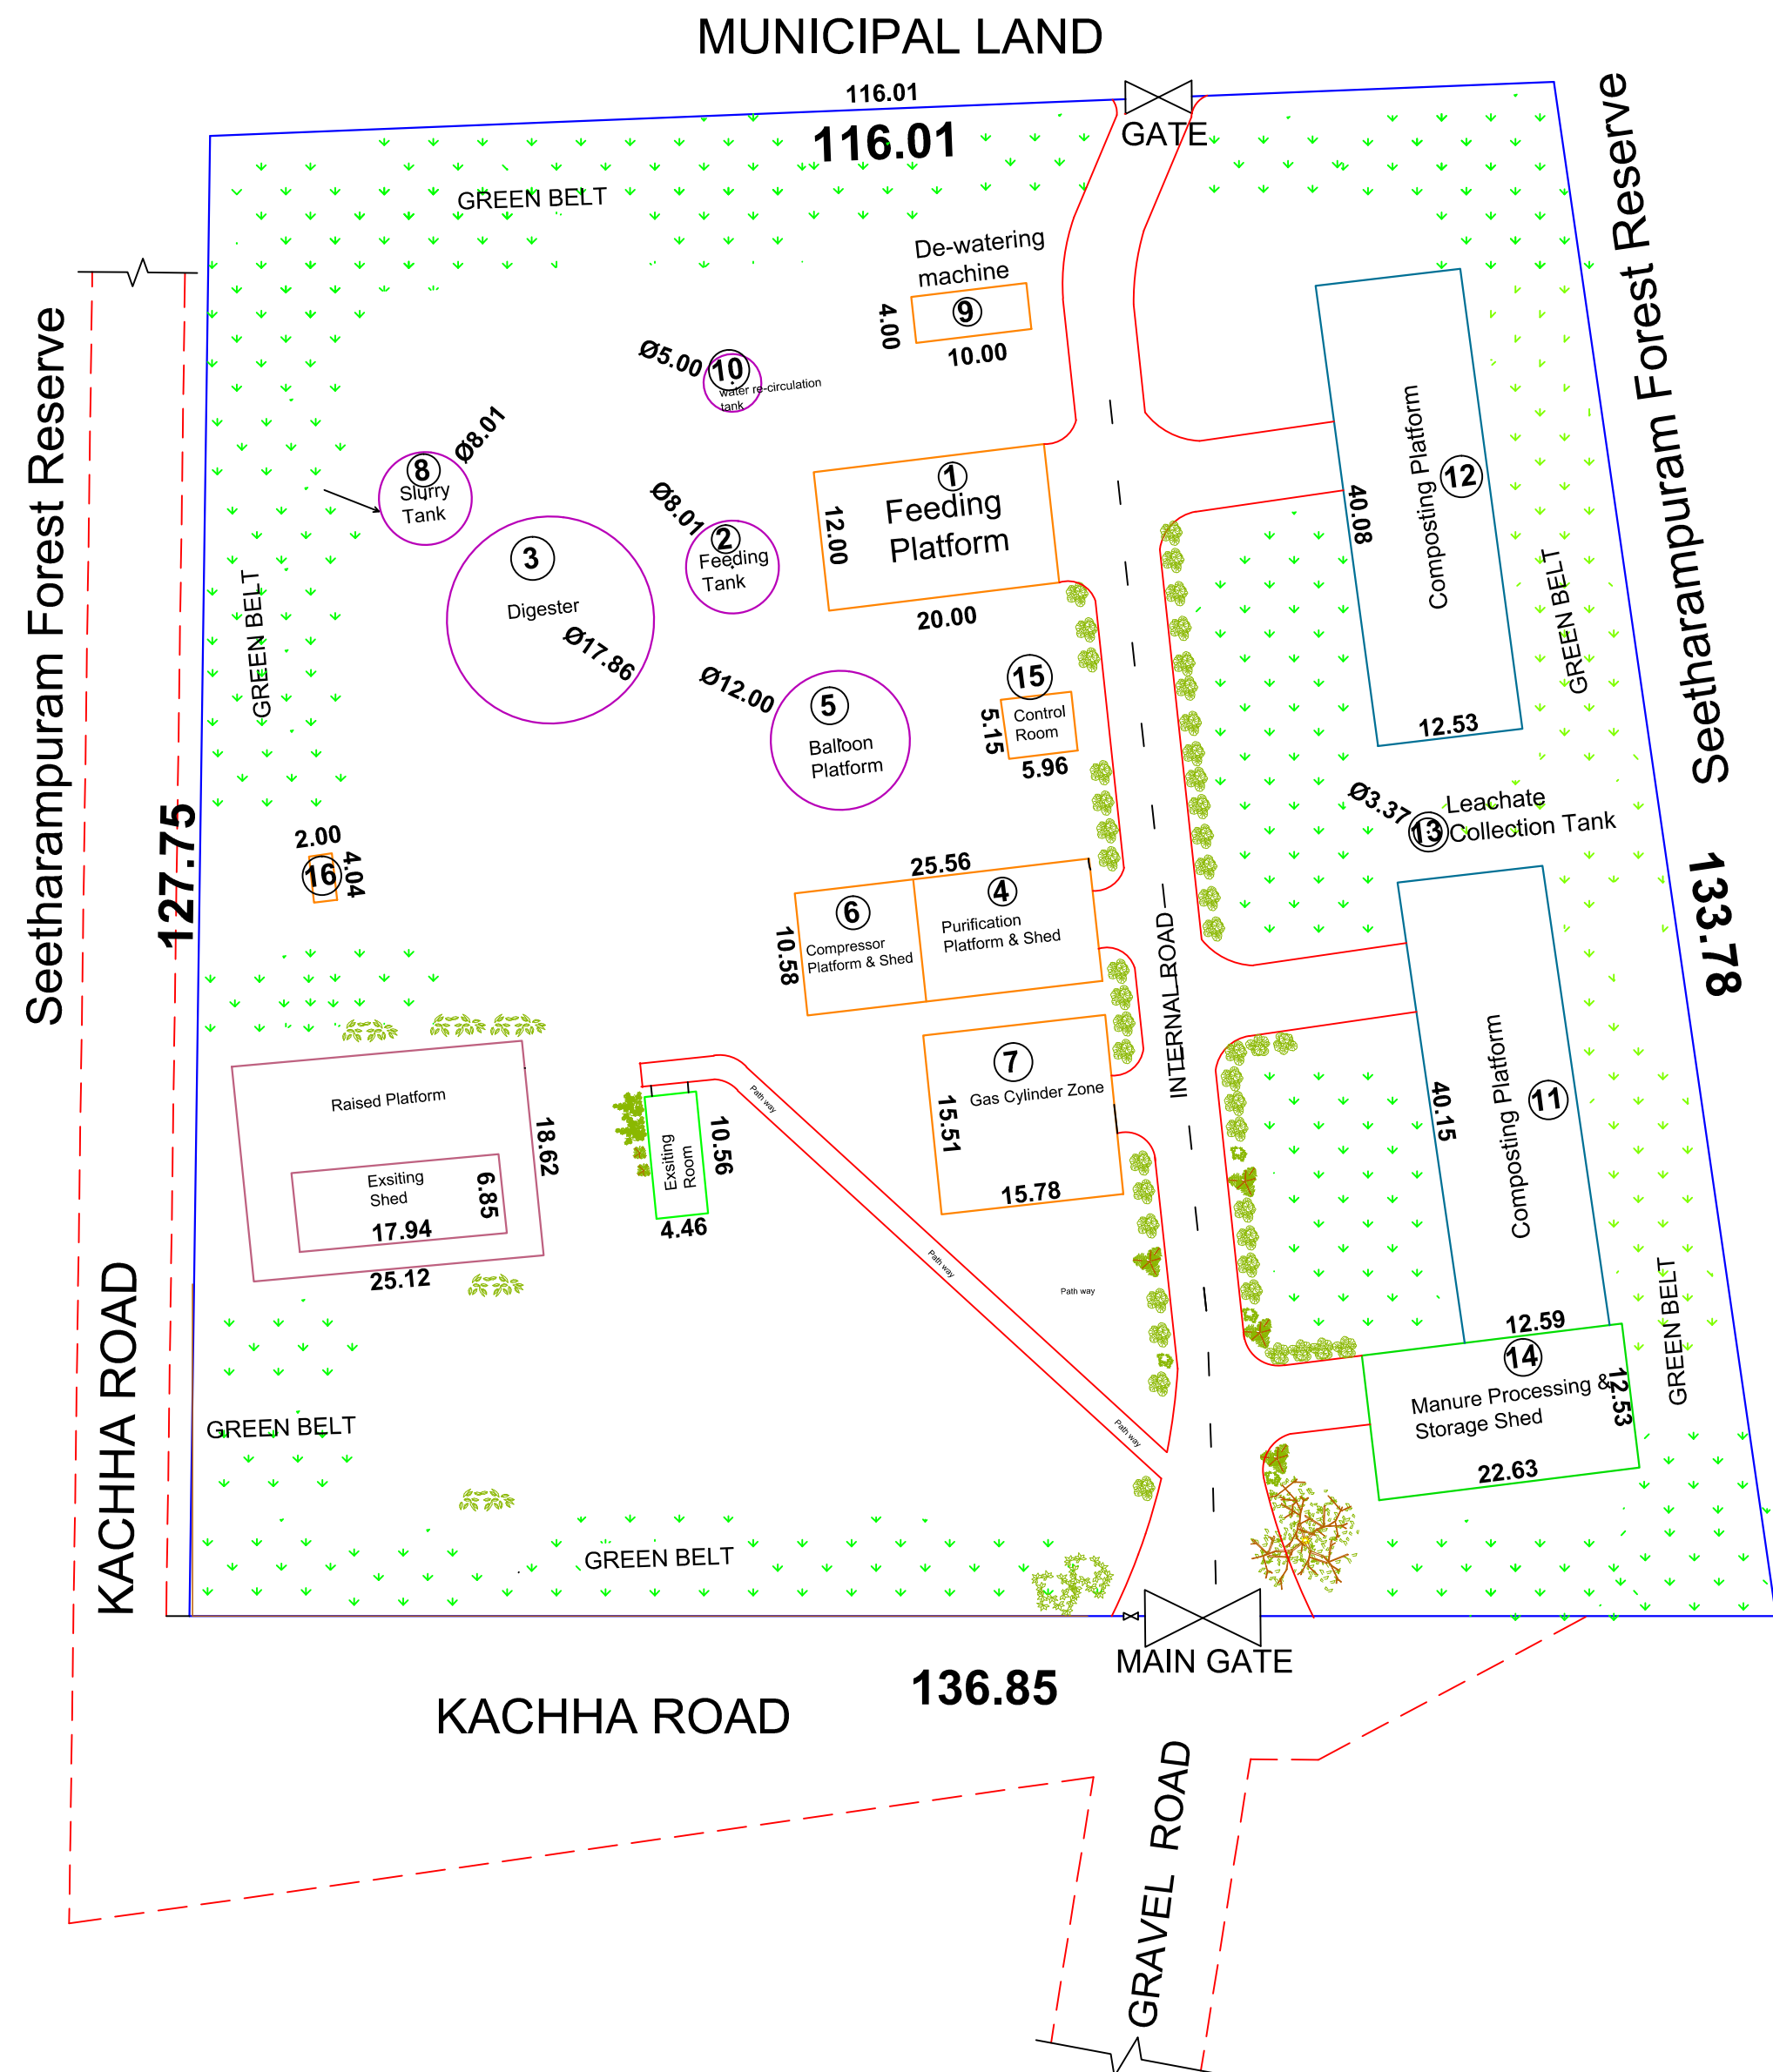 MUNICIPAL LAND
116.01
116.01
GATE
GREEN BELT
Seetharampuram Forest Reserve
De-watering
machine
9
4.00
10.00
Ø5.00
10
water re-circulation
tank
Ø8.01
8
Slurry
Tank
Ø8.01
2
Feeding
Tank
1
Feeding
Platform
12.00
20.00
3
Digester
Ø17.86
Composting Platform
12
40.08
12.53
GREEN BELT
GREEN BELT
Seetharampuram Forest Reserve
Ø12.00
5
Balloon
Platform
15
Control
Room
5.15
5.96
Ø3.37
13
Leachate
Collection Tank
133.78
127.75
2.00
16
4.04
25.56
6
Compressor
Platform & Shed
4
Purification
Platform & Shed
10.58
INTERNAL ROAD
7
Gas Cylinder Zone
15.51
15.78
Composting Platform
11
40.15
12.59
Raised Platform
18.62
Exsiting
Shed
6.85
17.94
25.12
Exsiting
Room
10.56
4.46
Path way
Path way
Path way
Path way
14
Manure Processing &
Storage Shed
12.53
22.63
GREEN BELT
KACHHA ROAD
GREEN BELT
GREEN BELT
MAIN GATE
136.85
KACHHA ROAD
GRAVEL ROAD